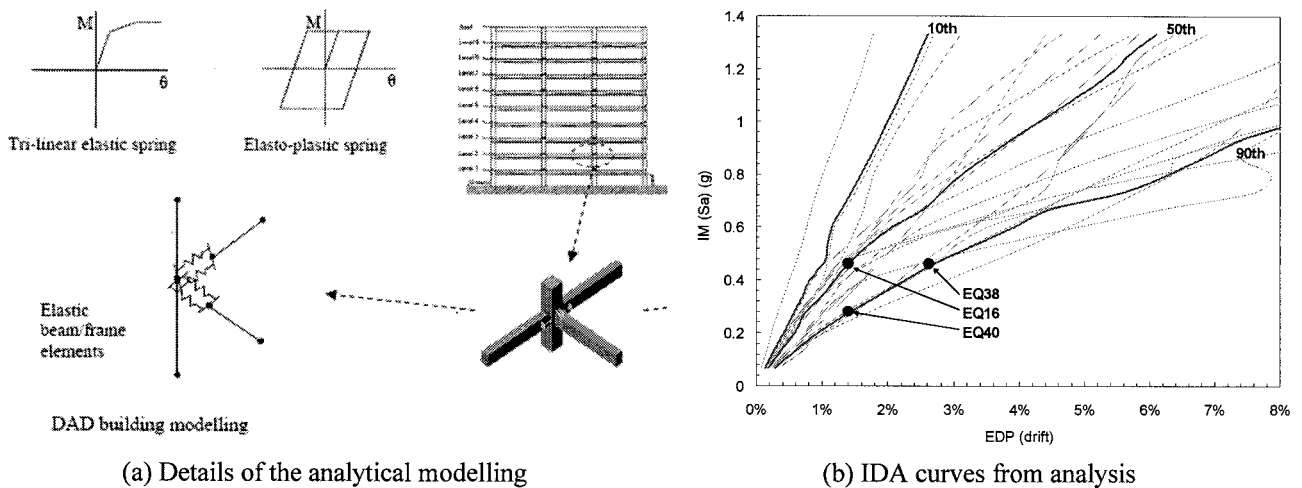 M
θ
Tri-linear elastic spring
M
θ
Elasto-plastic spring
Elastic
beam/frame
elements
DAD building modelling
(a) Details of the analytical modelling
1.4
1.2
1
0.8
0.6
0.4
0.2
0
IM (Sa) (g)
10th
50th
90th
EQ38
EQ16
EQ40
0%
1%
2%
3%
4%
5%
6%
7%
8%
EDP (drift)
(b) IDA curves from analysis